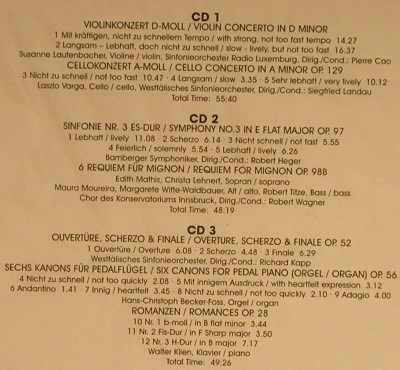 CD 1
VIOLINKONZERT D-MOLL / VIOLIN CONCERTO IN D MINOR
1 Mit kräftigen, nicht zu schnellem Tempo / with strong, not too fast tempo 14.27
2 Langsam – Lebhaft, doch nicht zu schnell / slow - lively, but not too fast 16.37
Susanne Lautenbacher, Violine / violin, Sinfonieorchester Radio Luxemburg, Dirig./Cond.: Pierre Cao
CELLOKONZERT A-MOLL / CELLO CONCERTO IN A MINOR OP. 129
3 Nicht zu schnell / not too fast 10.47 · 4 Langsam / slow 3.35 · 5 Sehr lebhaft / very lively 10.12
Laszlo Varga, Cello / cello, Westfälisches Sinfonieorchester, Dirig./Cond.: Siegfried Landau
Total Time: 55:40
CD 2
SINFONIE NR. 3 ES-DUR / SYMPHONY NO.3 IN E FLAT MAJOR OP. 97
1 Lebhaft / lively 11.08 · 2 Scherzo 6.14 · 3 Nicht schnell / not fast 5.55
4 Feierlich / solemnly 5.54 · 5 Lebhaft / lively 6.26
Bamberger Symphoniker, Dirig./Cond.: Robert Heger
6 REQUIEM FÜR MIGNON / REQUIEM FOR MIGNON OP. 98B
Edith Mathis, Christa Lehnert, Sopran / soprano
Maura Moureira, Margarete Witte-Waldbauer, Alt / alto, Robert Titze, Bass / bass
Chor des Konservatoriums Innsbruck, Dirig./Cond.: Robert Wagner
Total Time: 48:19
CD 3
OUVERTÜRE, SCHERZO & FINALE / OVERTURE, SCHERZO & FINALE OP. 52
1 Ouvertüre / Overture 6.08 · 2 Scherzo 4.48 · 3 Finale 6.29
Westfälisches Sinfonieorchester, Dirig./Cond.: Richard Kapp
SECHS KANONS FÜR PEDALFLÜGEL / SIX CANONS FOR PEDAL PIANO (ORGEL / ORGAN) OP. 56
4 Nicht zu schnell / not too quickly 2.08 · 5 Mit innigem Ausdruck / with heartfelt expression 3.12
6 Andantino 1.41 · 7 Innig / heartfelt 3.45 · 8 Nicht zu schnell / not too quickly 2.10 · 9 Adagio 4.00
Hans-Christoph Becker-Foss, Orgel / organ
ROMANZEN / ROMANCES OP. 28
10 Nr. 1 b-moll / in B flat minor 3.44
11 Nr. 2 Fis-Dur / in F Sharp major 3.50
12 Nr. 3 H-Dur / in B major 7.17
Walter Klien, Klavier / piano
Total Time: 49:26